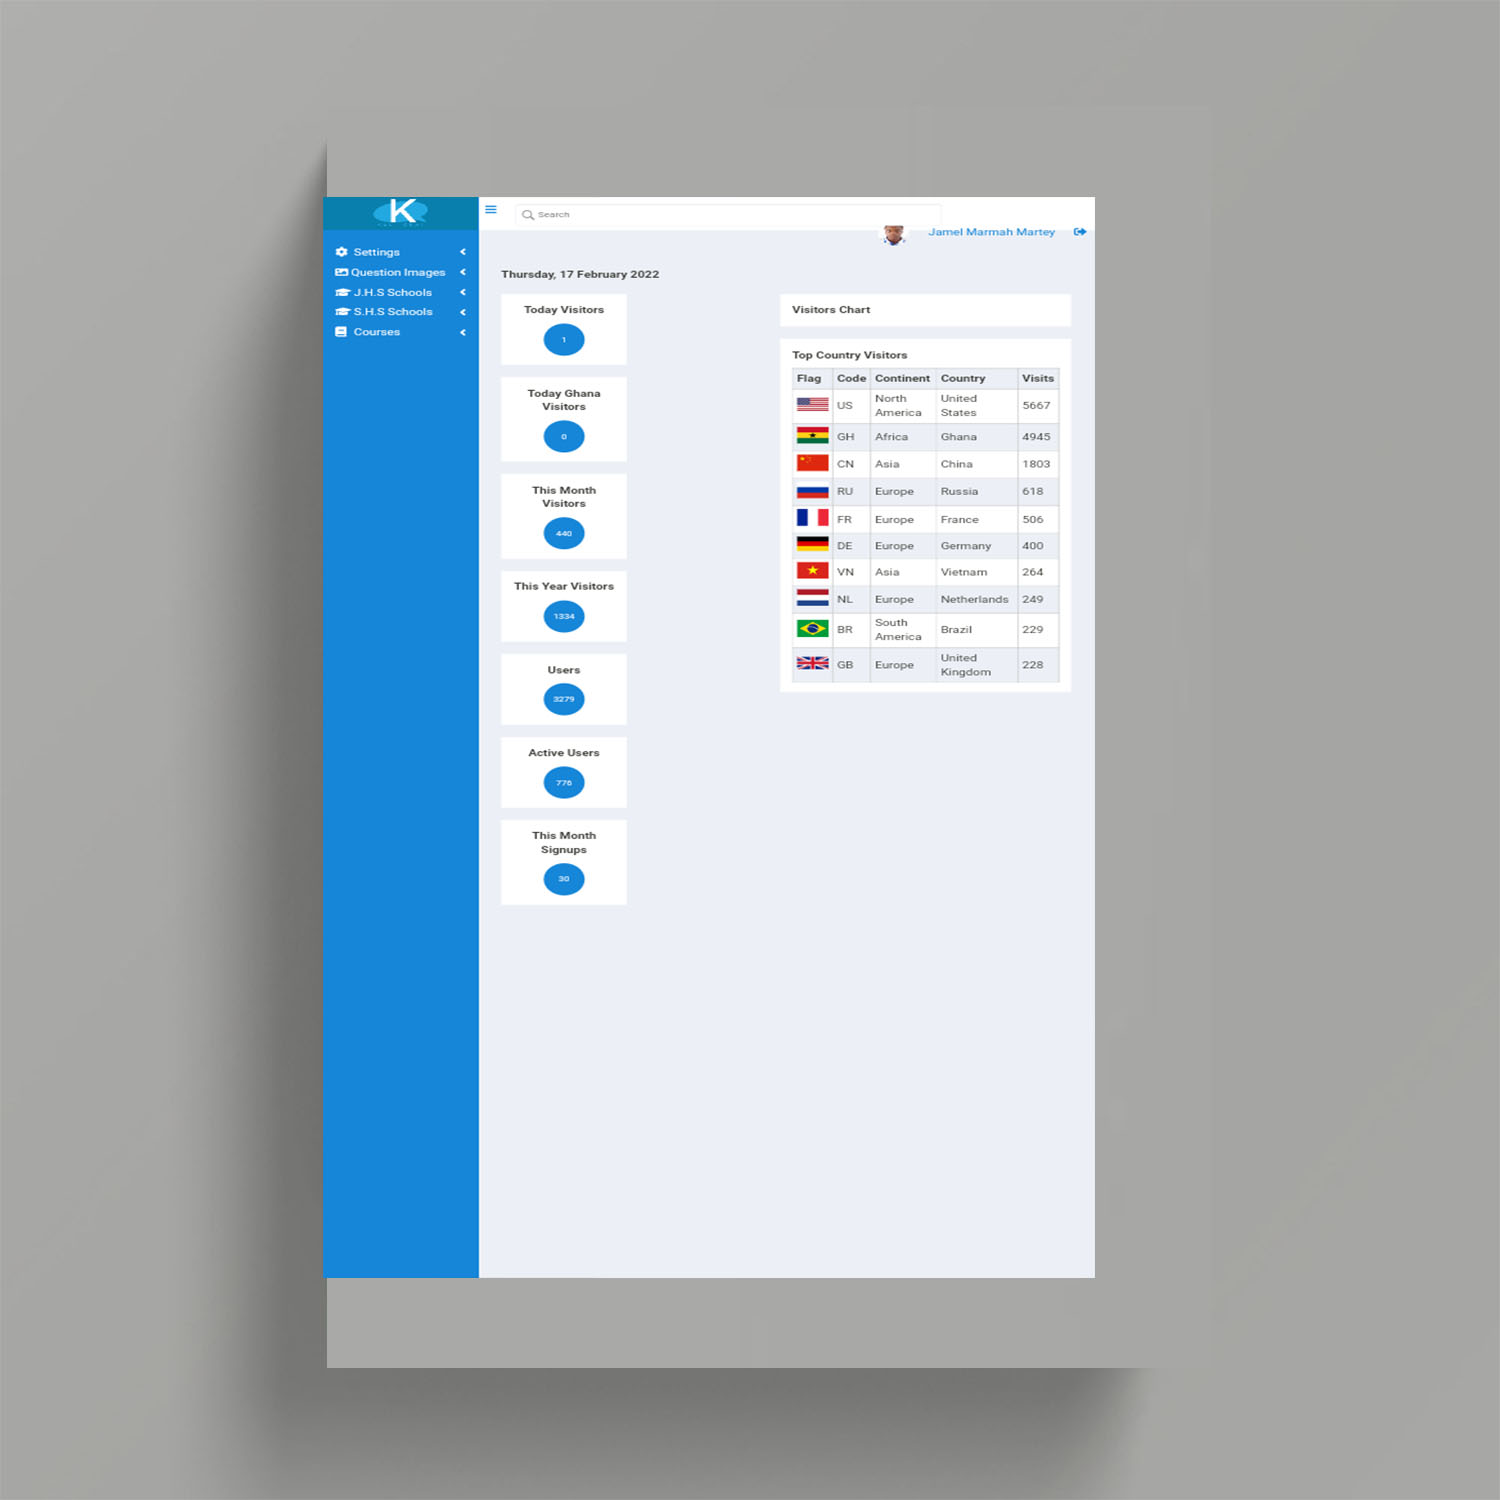 K
Search
Jamel Marmah Martey
Settings
Question Images
J.H.S Schools
S.H.S Schools
Courses
Thursday, 17 February 2022
Today Visitors
1
Today Ghana
Visitors
0
This Month
Visitors
440
This Year Visitors
1334
Users
3279
Active Users
776
This Month
Signups
30
Visitors Chart
Top Country Visitors
Flag Code Continent Country Visits
US North America United States 5667
GH Africa Ghana 4945
CN Asia China 1803
RU Europe Russia 618
FR Europe France 506
DE Europe Germany 400
VN Asia Vietnam 264
NL Europe Netherlands 249
BR South America Brazil 229
GB Europe United Kingdom 228